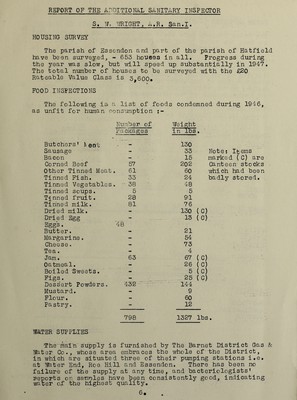 REPORT OF THE ADDITIONAL SANITARY INSPECTOR
S. W. WRIGHT, A.R. San.I.
HOUSING SURVEY
The parish of Essendon and part of the parish of Hatfield
have been surveyed, - 653 houses in all. Progress during
the year was slow, but will speed up substantially in 1947.
The total number of houses to be surveyed with the £20
Rateable Value Class is 3,600.
FOOD INSPECTIONS
The following is a list of foods condemned during 1946,
as unfit for human consumption :-
Number of Packages Weight in lbs.
Butchers' Meat - 130
Sausage - 33 Note: Items
Bacon - 15 marked (C) are
Corned Beef 57 202 Canteen stocks
Other Tinned Meat. 61 60 which had been
Tinned Fish. 33 24 badly stored.
Tinned Vegetables. 38 48
Tinned soups. 5 5
Tinned fruit. 28 91
Tinned milk. 81 76
Dried milk. - 130 (C)
Dried Egg - 13 (C)
Eggs. 48
Butter. - 21
Margarine. - 54
Cheese. - 73
Tea. - 4
Jam. 63 67 (C)
Oatmeal. - 26 (C)
Boiled Sweets. - 5 (C)
Figs. - 25 (C)
Dessert Powders. 432 144
Mustard. - 9
Flour. - 60
Pastry. - 12
798 1327 lbs.
WATER SUPPLIES
The main supply is furnished by The Barnet District Gas &
Water Co., whose area embraces the whole of the District,
in which are situated three of their pumping stations i.e.
at Water End, Roe Hill and Essendon. There has been no
failure of the supply at any time, and bacteriologists'
reports on samples have been consistently good, indicating
water of the highest quality.
6.